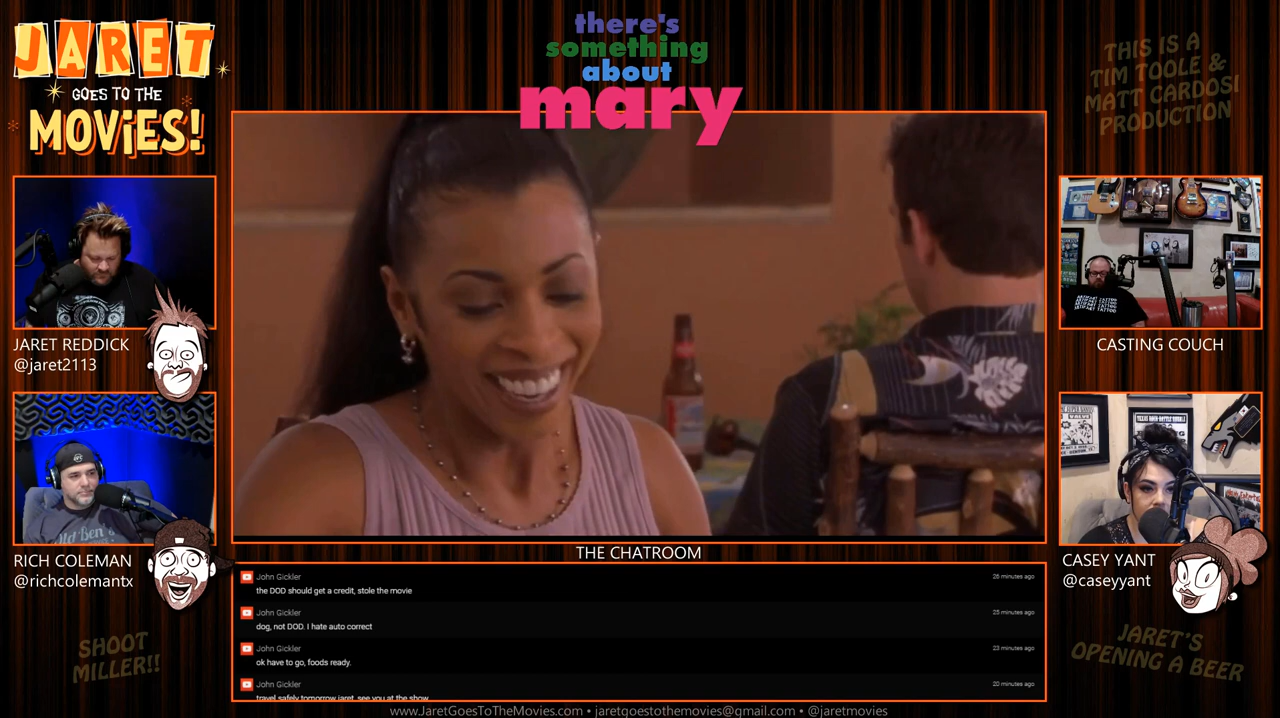 JARET
GOES TO THE
MOVIES!
there's
something
about
mary
THIS IS A
TIM TOOLE &
MATT CARDOSI
PRODUCTION
JARET REDDICK
@jaret2113
CASTING COUCH
RICH COLEMAN
@richcolemantx
CASEY YANT
@caseyyant
SHOOT
MILLER!!
JARET'S
OPENING A BEER
THE CHATROOM
John Gickler
26 minutes ago
the DOD should get a credit, stole the movie
John Gickler
25 minutes ago
dog, not DOD. I hate auto correct
John Gickler
23 minutes ago
ok have to go, foods ready.
John Gickler
20 minutes ago
travel safely tomorrow jaret, see you at the show
www.JaretGoesToTheMovies.com • jaretgoestothemovies@gmail.com • @jaretmovies